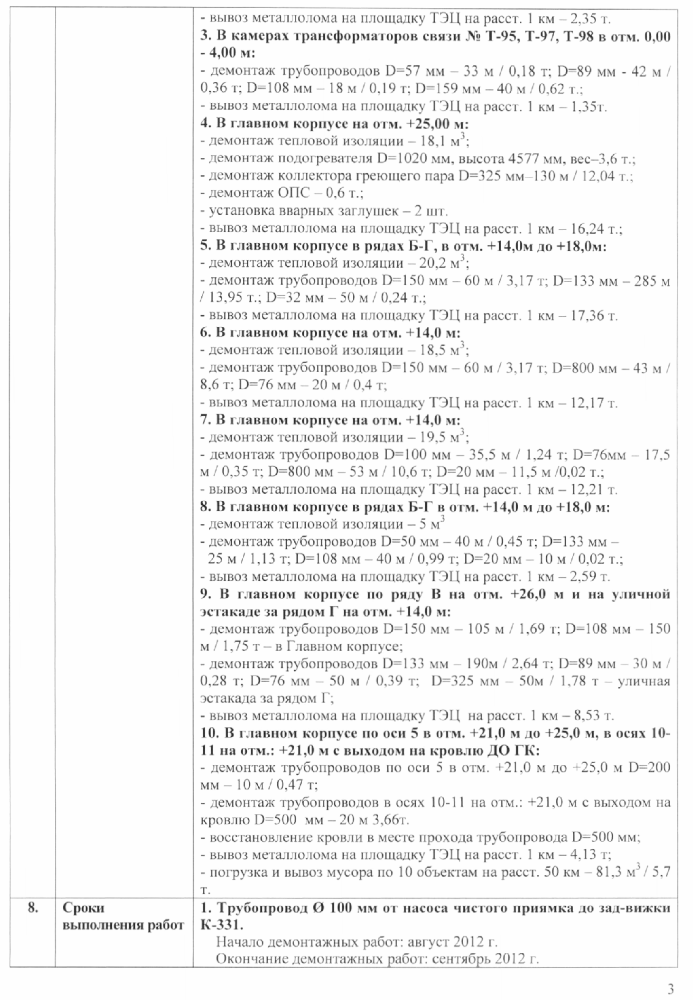 - вывоз металлолома на площадку ТЭЦ на расст. 1 км – 2,35 т.
3. В камерах трансформаторов связи № Т-95, Т-97, Т-98 в отм. 0,00
- 4,00 м:
- демонтаж трубопроводов D=57 мм – 33 м / 0,18 т; D=89 мм - 42 м /
0,36 т; D=108 мм – 18 м / 0,19 т; D=159 мм – 40 м / 0,62 т.;
- вывоз металлолома на площадку ТЭЦ на расст. 1 км – 1,35т.
4. В главном корпусе на отм. +25,00 м:
- демонтаж тепловой изоляции – 18,1 м³;
- демонтаж подогревателя D=1020 мм, высота 4577 мм, вес–3,6 т.;
- демонтаж коллектора греющего пара D=325 мм–130 м / 12,04 т.;
- демонтаж ОПС – 0,6 т.;
- установка вварных заглушек – 2 шт.
- вывоз металлолома на площадку ТЭЦ на расст. 1 км – 16,24 т.;
5. В главном корпусе в рядах Б-Г, в отм. +14,0м до +18,0м:
- демонтаж тепловой изоляции – 20,2 м³;
- демонтаж трубопроводов D=150 мм – 60 м / 3,17 т; D=133 мм – 285 м
/ 13,95 т.; D=32 мм – 50 м / 0,24 т.;
- вывоз металлолома на площадку ТЭЦ на расст. 1 км – 17,36 т.
6. В главном корпусе на отм. +14,0 м:
- демонтаж тепловой изоляции – 18,5 м³;
- демонтаж трубопроводов D=150 мм – 60 м / 3,17 т; D=800 мм – 43 м /
8,6 т; D=76 мм – 20 м / 0,4 т;
- вывоз металлолома на площадку ТЭЦ на расст. 1 км – 12,17 т.
7. В главном корпусе на отм. +14,0 м:
- демонтаж тепловой изоляции – 19,5 м³;
- демонтаж трубопроводов D=100 мм – 35,5 м / 1,24 т; D=76мм – 17,5
м / 0,35 т; D=800 мм – 53 м / 10,6 т; D=20 мм – 11,5 м /0,02 т.;
- вывоз металлолома на площадку ТЭЦ на расст. 1 км – 12,21 т.
8. В главном корпусе в рядах Б-Г в отм. +14,0 м до +18,0 м:
- демонтаж тепловой изоляции – 5 м³
- демонтаж трубопроводов D=50 мм – 40 м / 0,45 т; D=133 мм –
25 м / 1,13 т; D=108 мм – 40 м / 0,99 т; D=20 мм – 10 м / 0,02 т.;
- вывоз металлолома на площадку ТЭЦ на расст. 1 км – 2,59 т.
9. В главном корпусе по ряду В на отм. +26,0 м и на уличной
эстакаде за рядом Г на отм. +14,0 м:
- демонтаж трубопроводов D=150 мм – 105 м / 1,69 т; D=108 мм – 150
м / 1,75 т – в Главном корпусе;
- демонтаж трубопроводов D=133 мм – 190м / 2,64 т; D=89 мм – 30 м /
0,28 т; D=76 мм – 50 м / 0,39 т; D=325 мм – 50м / 1,78 т – уличная
эстакада за рядом Г;
- вывоз металлолома на площадку ТЭЦ на расст. 1 км – 8,53 т.
10. В главном корпусе по оси 5 в отм. +21,0 м до +25,0 м, в осях 10-
11 на отм.: +21,0 м с выходом на кровлю ДО ГК:
- демонтаж трубопроводов по оси 5 в отм. +21,0 м до +25,0 м D=200
мм – 10 м / 0,47 т;
- демонтаж трубопроводов в осях 10-11 на отм.: +21,0 м с выходом на
кровлю D=500 мм – 20 м 3,66т.
- восстановление кровли в месте прохода трубопровода D=500 мм;
- вывоз металлолома на площадку ТЭЦ на расст. 1 км – 4,13 т;
- погрузка и вывоз мусора по 10 объектам на расст. 50 км – 81,3 м³ / 5,7
т.
8. Сроки выполнения работ
1. Трубопровод Ø 100 мм от насоса чистого приямка до зад-вижки
К-331.
Начало демонтажных работ: август 2012 г.
Окончание демонтажных работ: сентябрь 2012 г.
3